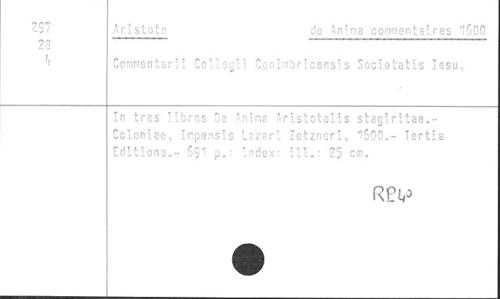 297
28
4
Aristote de Anima commentaires 1600
Commentarii Collegii Conimbricensis Societatis Iesu,
In tres libros De Anima Aristotelis stagiritae.-
Coloniae, Impensis Lazari Zetzneri, 1600.- Tertia
Editione.- 691 p.: index: ill.: 25 cm.
RP40